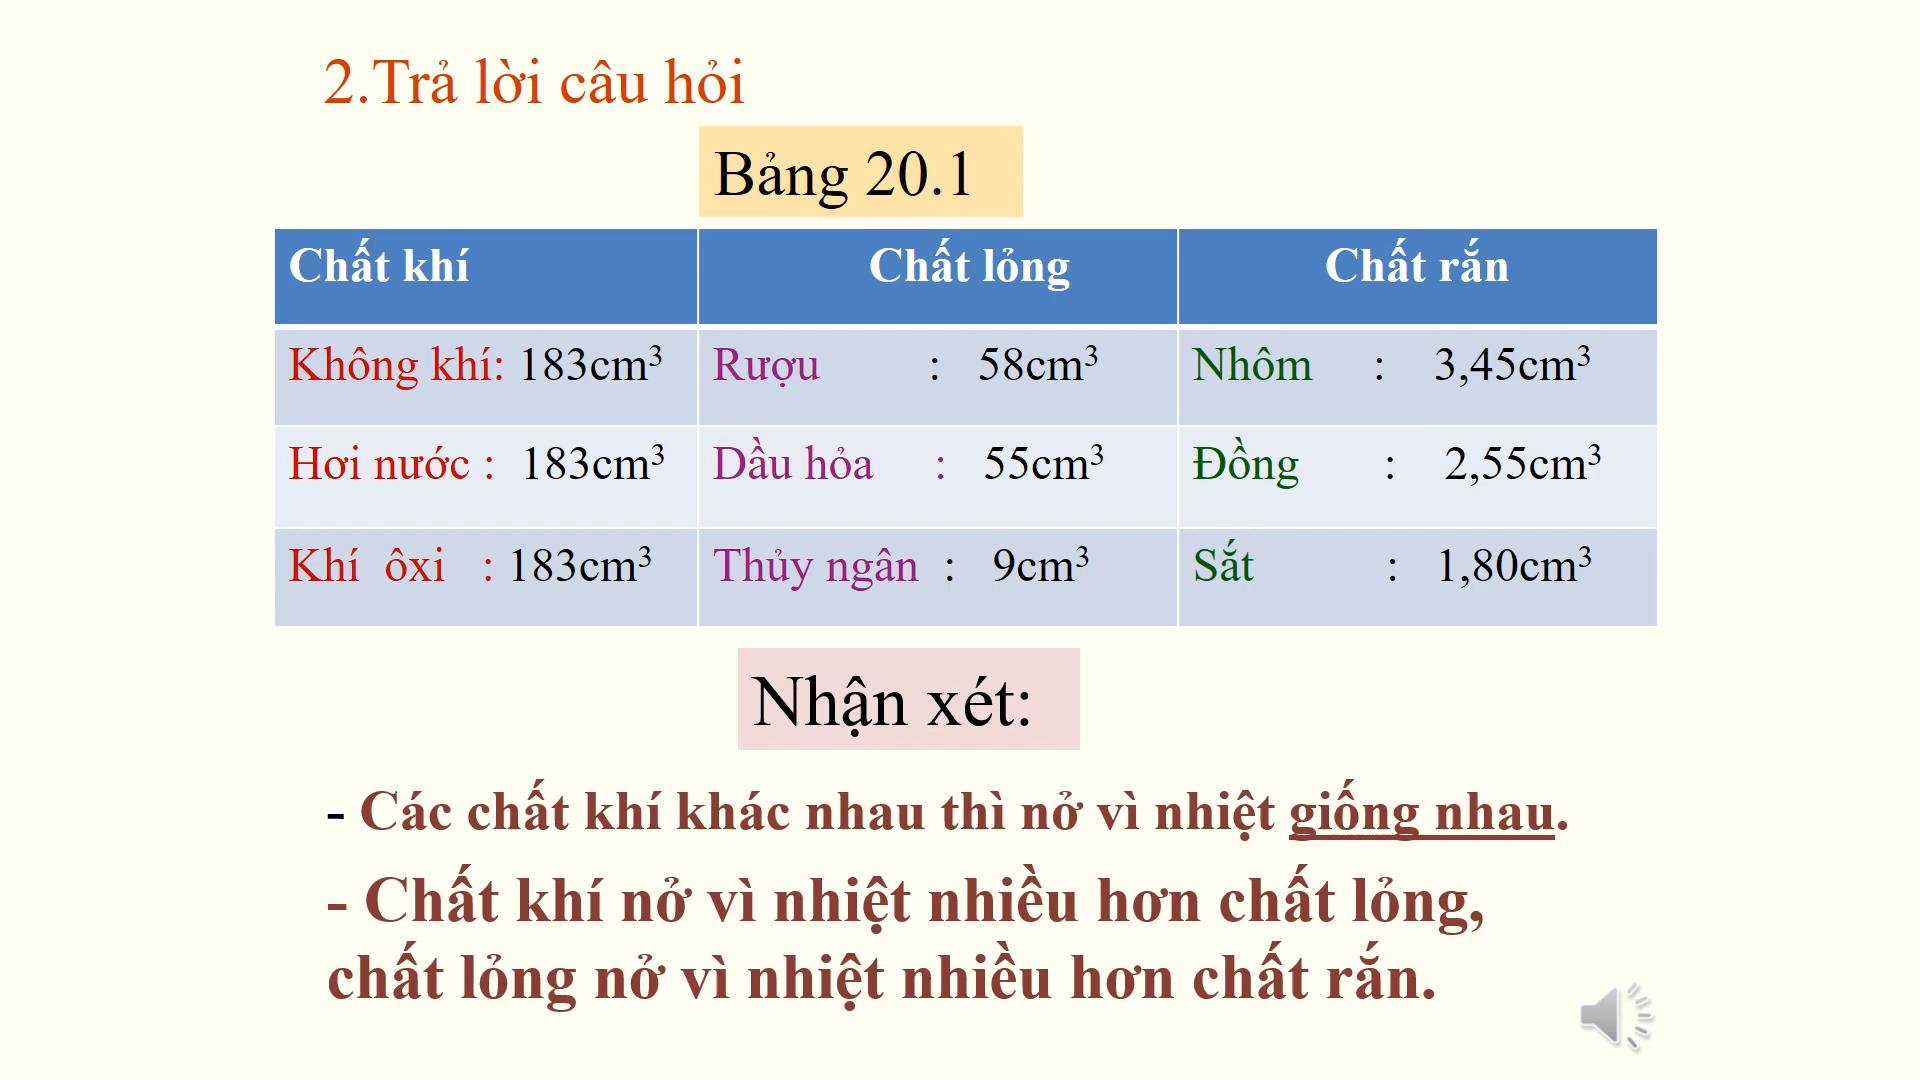 2.Trả lời câu hỏi
Bảng 20.1
Chất khí Chất lỏng Chất rắn
Không khí: 183cm³ Rượu : 58cm³ Nhôm : 3,45cm³
Hơi nước : 183cm³ Dầu hỏa : 55cm³ Đồng : 2,55cm³
Khí ôxi : 183cm³ Thủy ngân : 9cm³ Sắt : 1,80cm³
Nhận xét:
- Các chất khí khác nhau thì nở vì nhiệt giống nhau.
- Chất khí nở vì nhiệt nhiều hơn chất lỏng,
chất lỏng nở vì nhiệt nhiều hơn chất rắn.